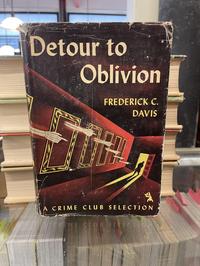 Detour to
Oblivion
FREDERICK C.
DAVIS
A CRIME CLUB SELECTION